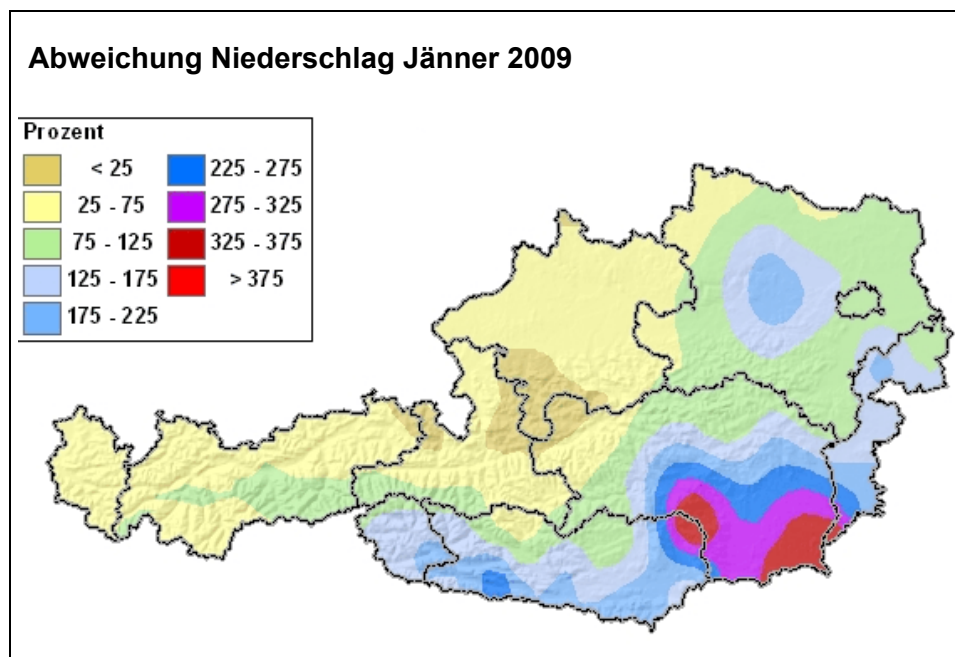 Abweichung Niederschlag Jänner 2009
Prozent
< 25
25 - 75
75 - 125
125 - 175
175 - 225
225 - 275
275 - 325
325 - 375
> 375